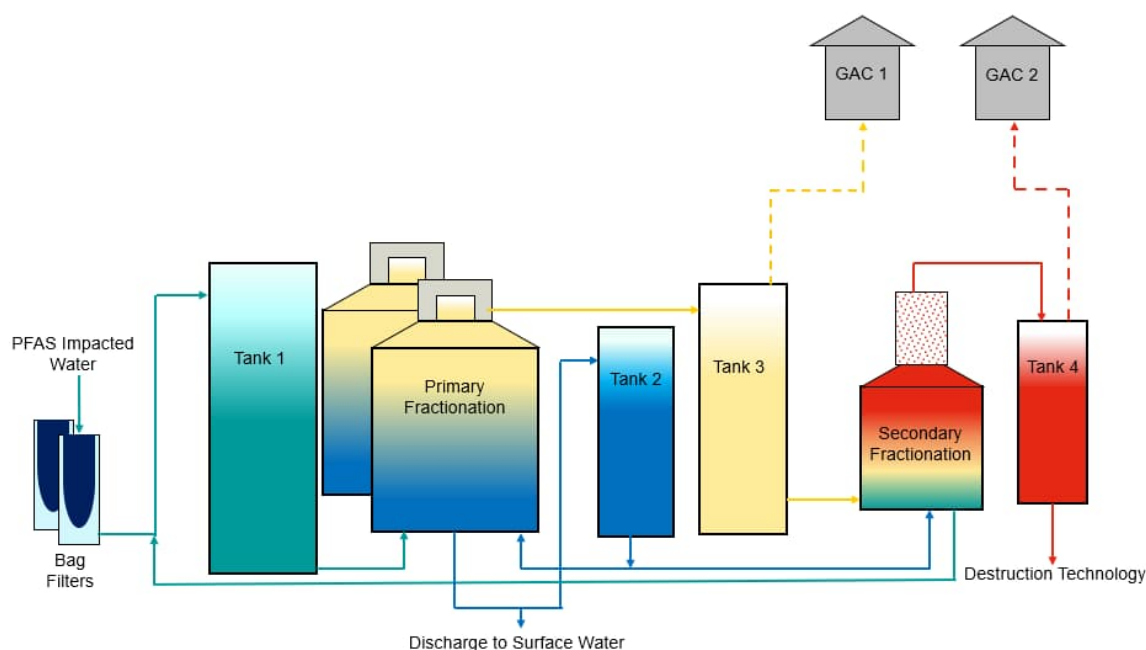 GAC 1
GAC 2
PFAS Impacted
Water
Tank 1
Primary
Fractionation
Tank 2
Tank 3
Tank 4
Secondary
Fractionation
Bag
Filters
Destruction Technology
Discharge to Surface Water